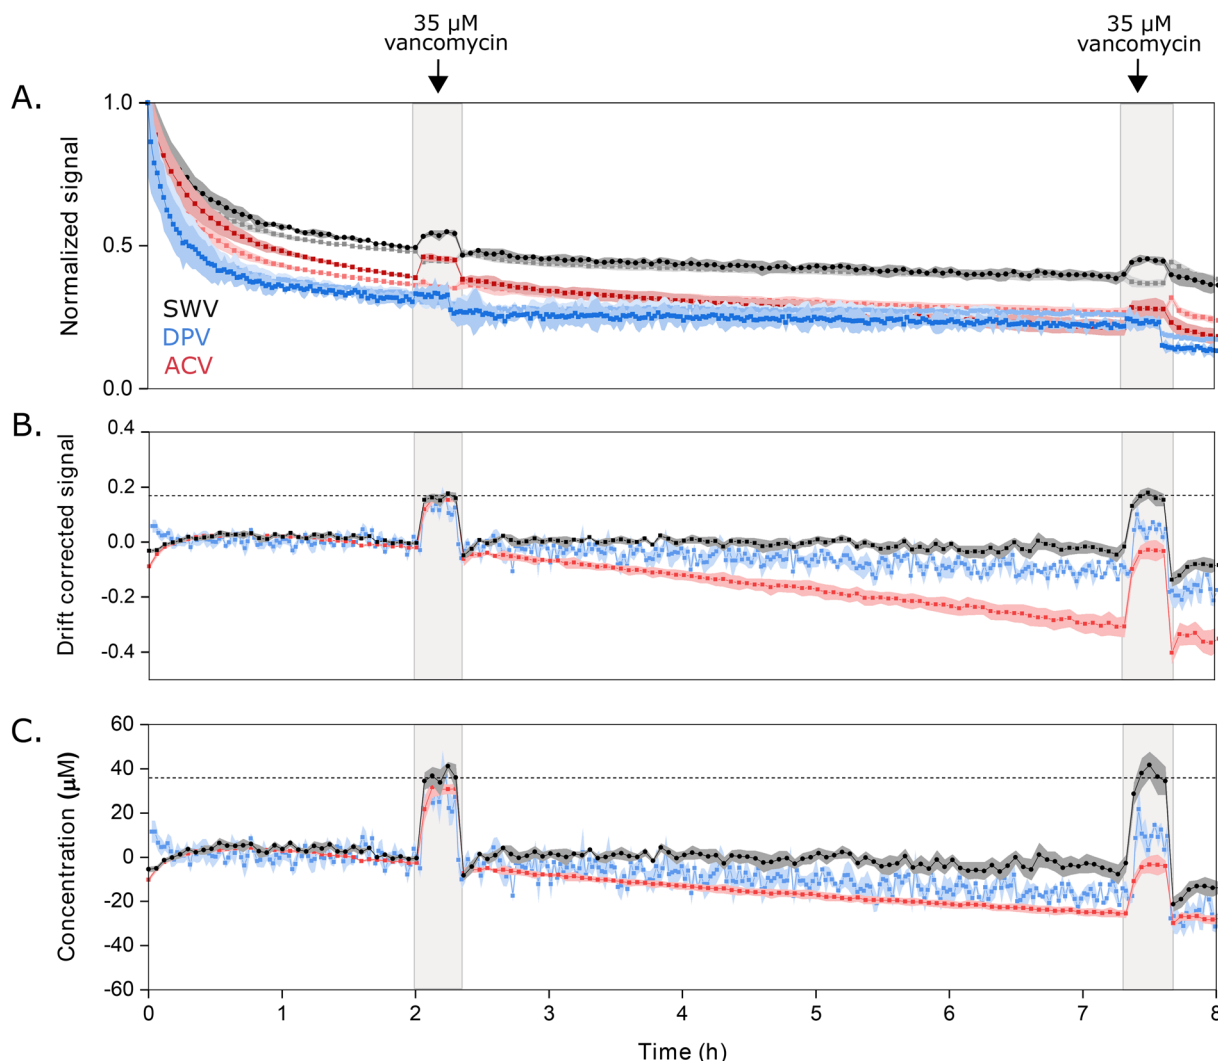 35 µM
vancomycin
35 µM
vancomycin
A.
1.0
0.5
0.0
Normalized signal
SWV
DPV
ACV
B.
0.4
0.2
0.0
-0.2
-0.4
Drift corrected signal
C.
60
40
20
0
-20
-40
-60
Concentration (µM)
0 1 2 3 4 5 6 7 8
Time (h)